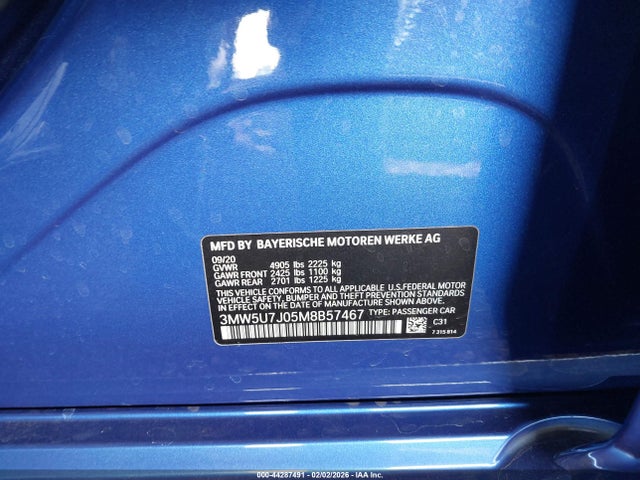 MFD BY BAYERISCHE MOTOREN WERKE AG
09/20
GVWR 4905 lbs 2225 kg
GAWR FRONT 2425 lbs 1100 kg
GAWR REAR 2701 lbs 1225 kg
THIS VEHICLE CONFORMS TO ALL APPLICABLE U.S.FEDERAL MOTOR
VEHICLE SAFETY, BUMPER, AND THEFT PREVENTION STANDARDS
IN EFFECT ON THE DATE OF MANUFACTURE SHOWN ABOVE.
3MW5U7J05M8B57467 TYPE: PASSENGER CAR
C31
7 315 814
000-44287491 - 02/02/2026 - IAA Inc.